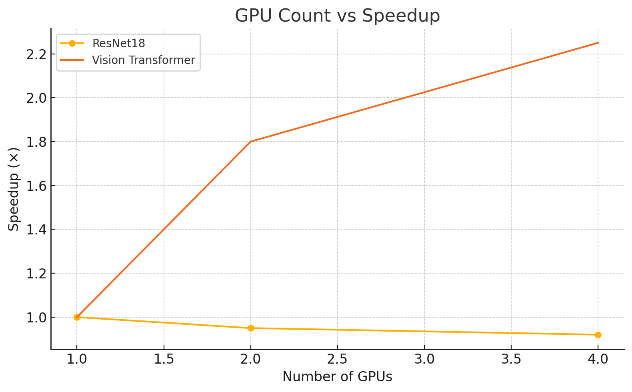 GPU Count vs Speedup
ResNet18
Vision Transformer
Speedup (×)
2.2
2.0
1.8
1.6
1.4
1.2
1.0
1.0 1.5 2.0 2.5 3.0 3.5 4.0
Number of GPUs